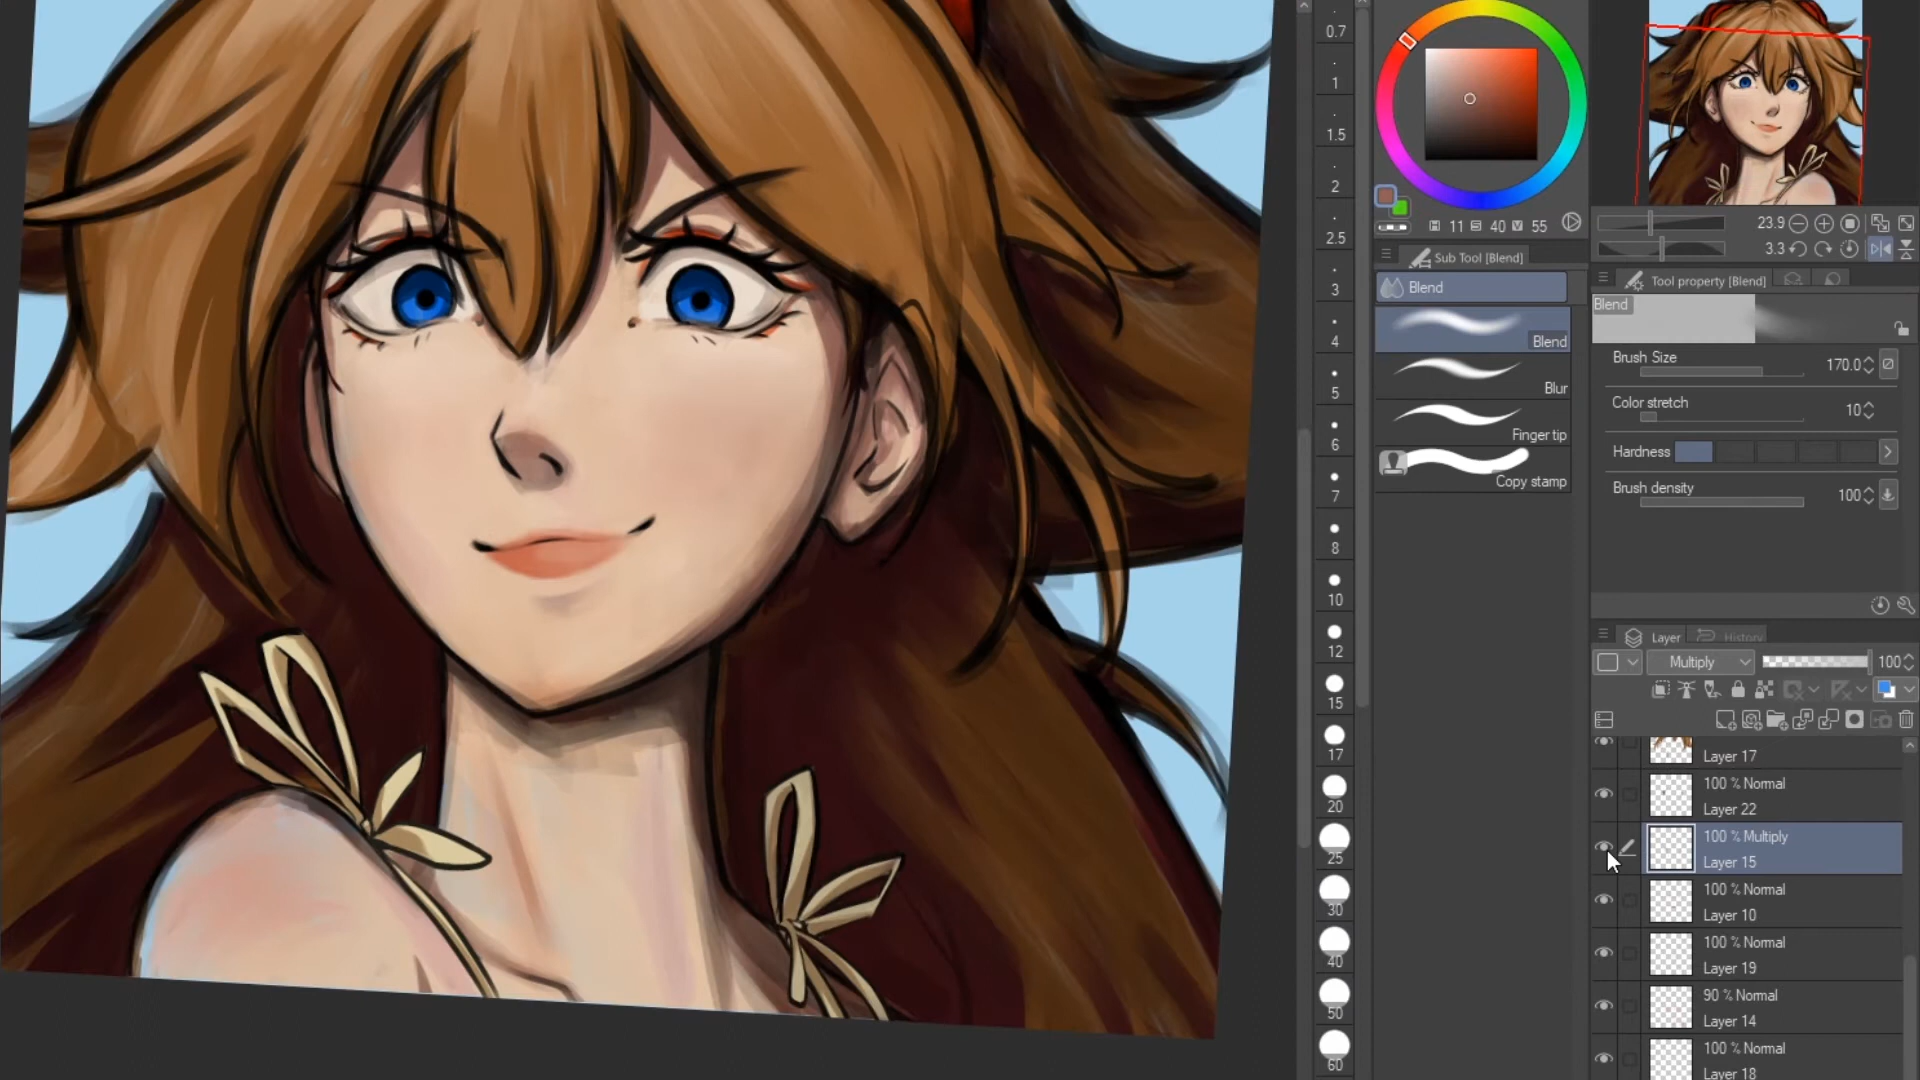 0.7
1
1.5
2
2.5
3
4
5
6
7
8
10
12
15
17
20
25
30
40
50
60
11 40 55
Sub Tool [Blend]
Blend
Blend
Blur
Finger tip
Copy stamp
23.9
3.3
Tool property [Blend]
Blend
Brush Size 170.0
Color stretch 10
Hardness
Brush density 100
Layer History
Multiply 100
Layer 17
100 % Normal
Layer 22
100 % Multiply
Layer 15
100 % Normal
Layer 10
100 % Normal
Layer 19
90 % Normal
Layer 14
100 % Normal
Layer 18